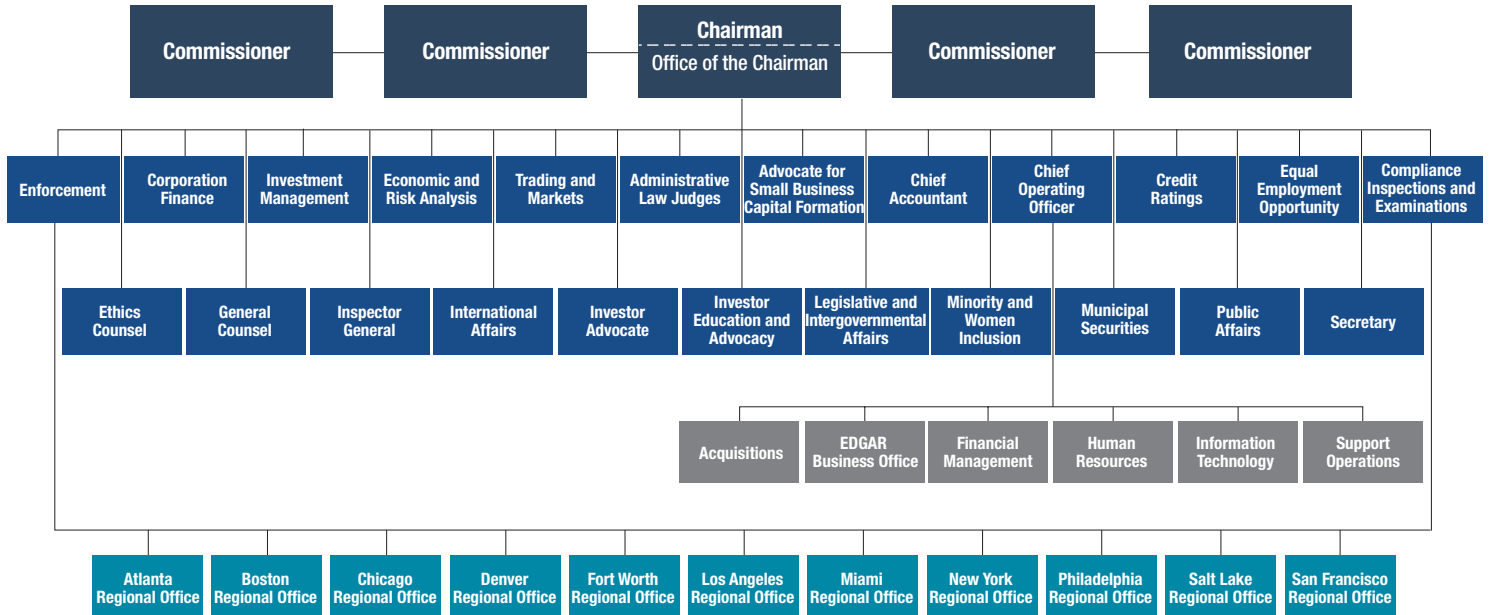 Commissioner
Commissioner
Chairman
Office of the Chairman
Commissioner
Commissioner
Enforcement
Corporation
Finance
Investment
Management
Economic and
Risk Analysis
Trading and
Markets
Administrative
Law Judges
Advocate for
Small Business
Capital Formation
Chief
Accountant
Chief
Operating
Officer
Credit
Ratings
Equal
Employment
Opportunity
Compliance
Inspections and
Examinations
Ethics
Counsel
General
Counsel
Inspector
General
International
Affairs
Investor
Advocate
Investor
Education and
Advocacy
Legislative and
Intergovernmental
Affairs
Minority and
Women
Inclusion
Municipal
Securities
Public
Affairs
Secretary
Acquisitions
EDGAR
Business Office
Financial
Management
Human
Resources
Information
Technology
Support
Operations
Atlanta
Regional Office
Boston
Regional Office
Chicago
Regional Office
Denver
Regional Office
Fort Worth
Regional Office
Los Angeles
Regional Office
Miami
Regional Office
New York
Regional Office
Philadelphia
Regional Office
Salt Lake
Regional Office
San Francisco
Regional Office